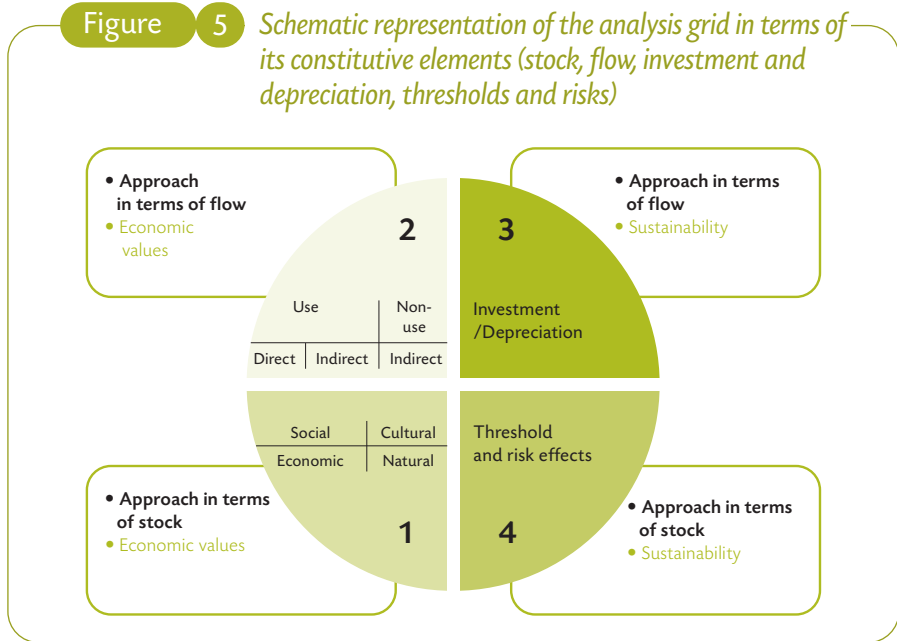 Figure 5
Schematic representation of the analysis grid in terms of
its constitutive elements (stock, flow, investment and
depreciation, thresholds and risks)
• Approach
in terms of flow
• Economic
values
2
Use
Non-
use
Direct
Indirect
Indirect
3
Investment
/Depreciation
• Approach in terms
of flow
• Sustainability
Social
Cultural
Economic
Natural
1
• Approach in terms
of stock
• Economic values
Threshold
and risk effects
4
• Approach in terms
of stock
• Sustainability